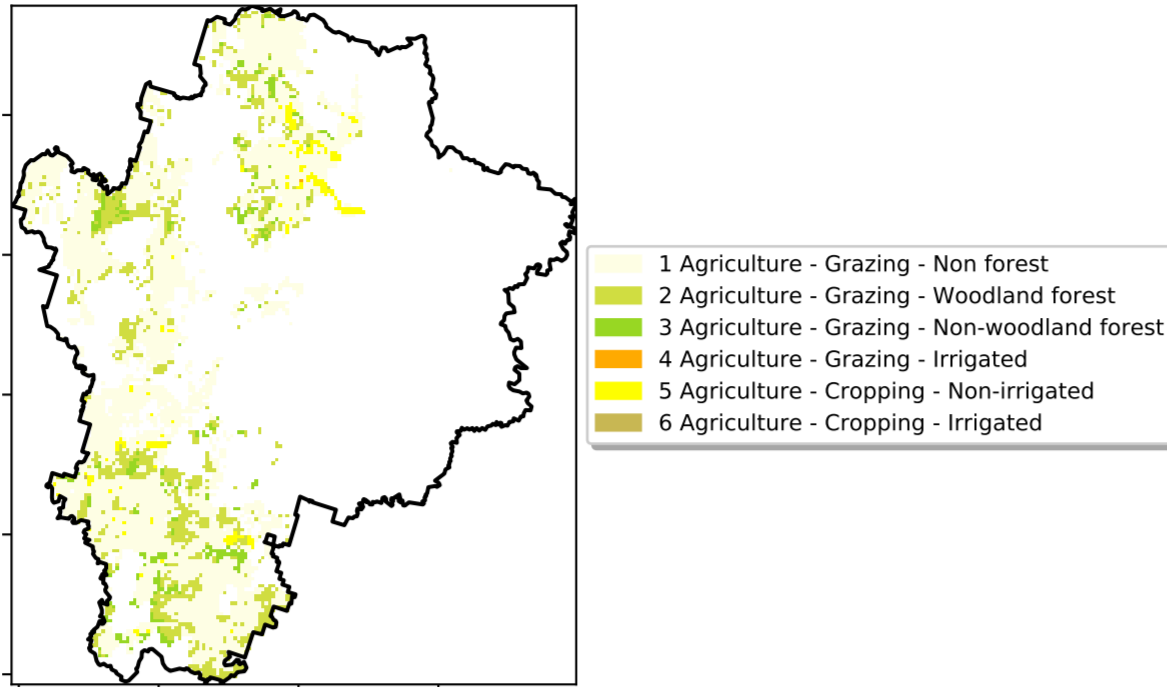 1 Agriculture - Grazing - Non forest
2 Agriculture - Grazing - Woodland forest
3 Agriculture - Grazing - Non-woodland forest
4 Agriculture - Grazing - Irrigated
5 Agriculture - Cropping - Non-irrigated
6 Agriculture - Cropping - Irrigated